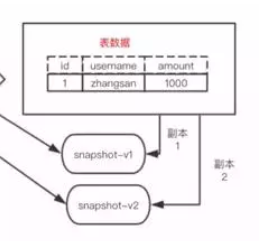 表数据
id username amount
1 zhangsan 1000
副本
1
snapshot-v1
副本
2
snapshot-v2